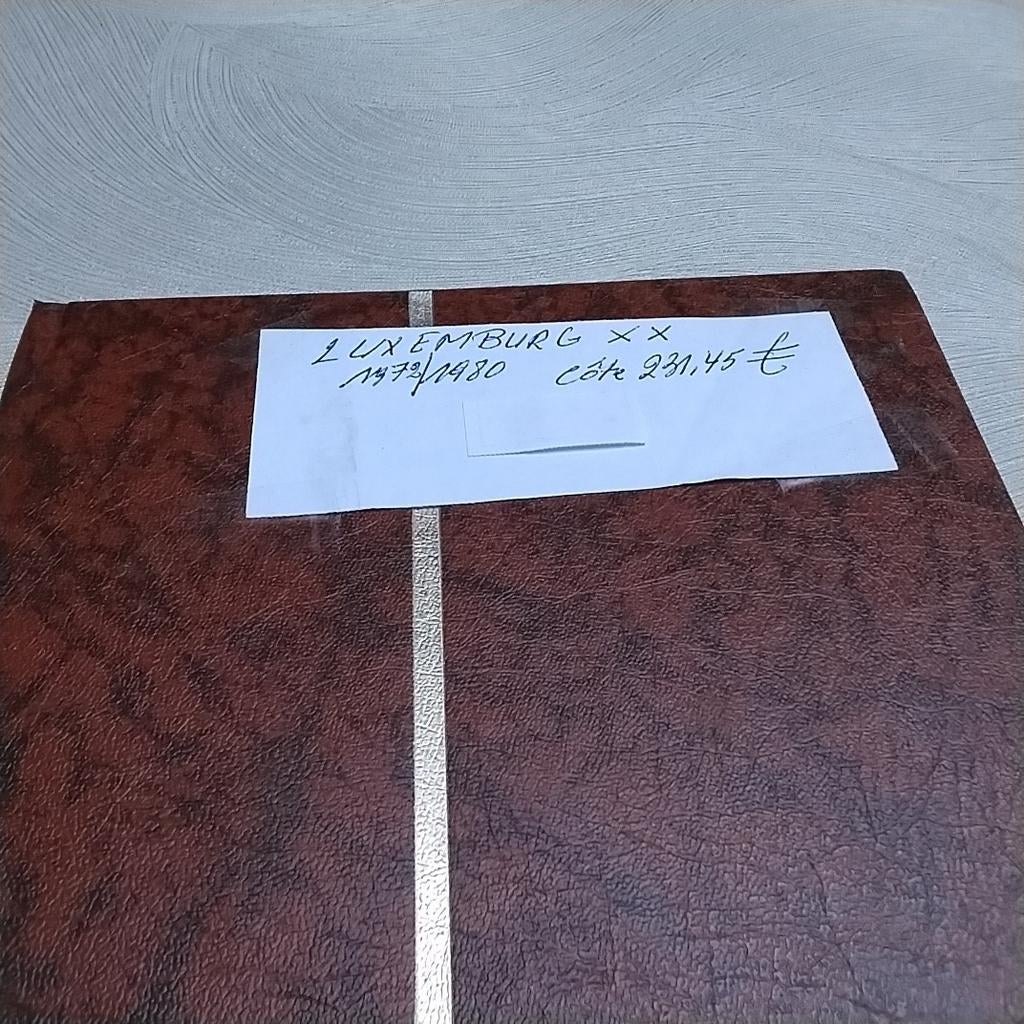 LUXEMBURG XX
1972/1980 Côte 231,45 €